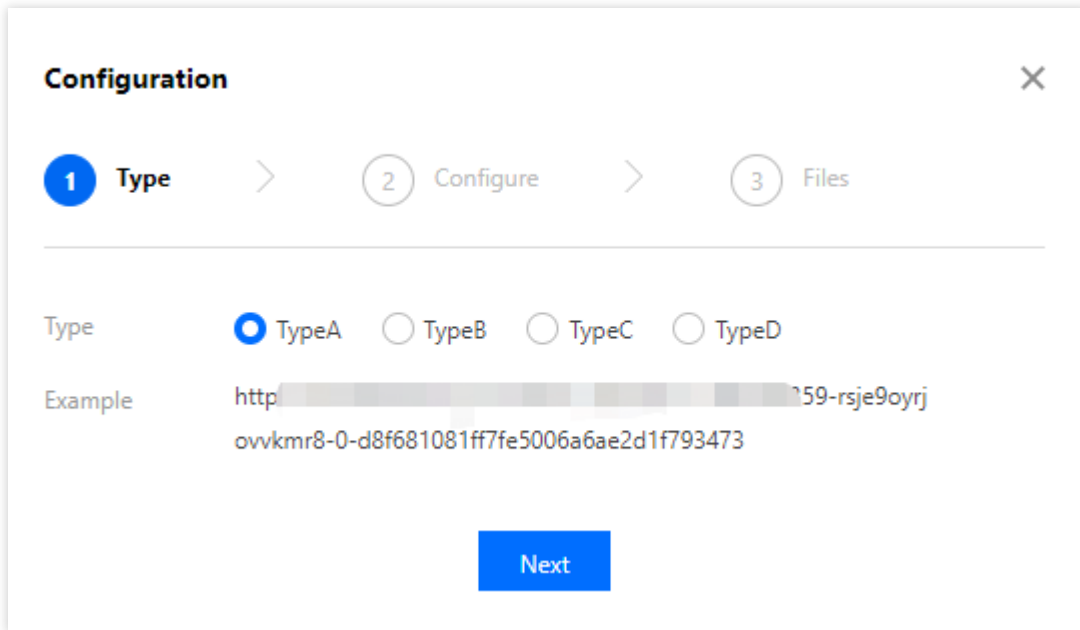 Configuration
1 Type 2 Configure 3 Files
Type TypeA TypeB TypeC TypeD
Example http 59-rsje9oyrj
ovvkmr8-0-d8f681081ff7fe5006a6ae2d1f793473
Next